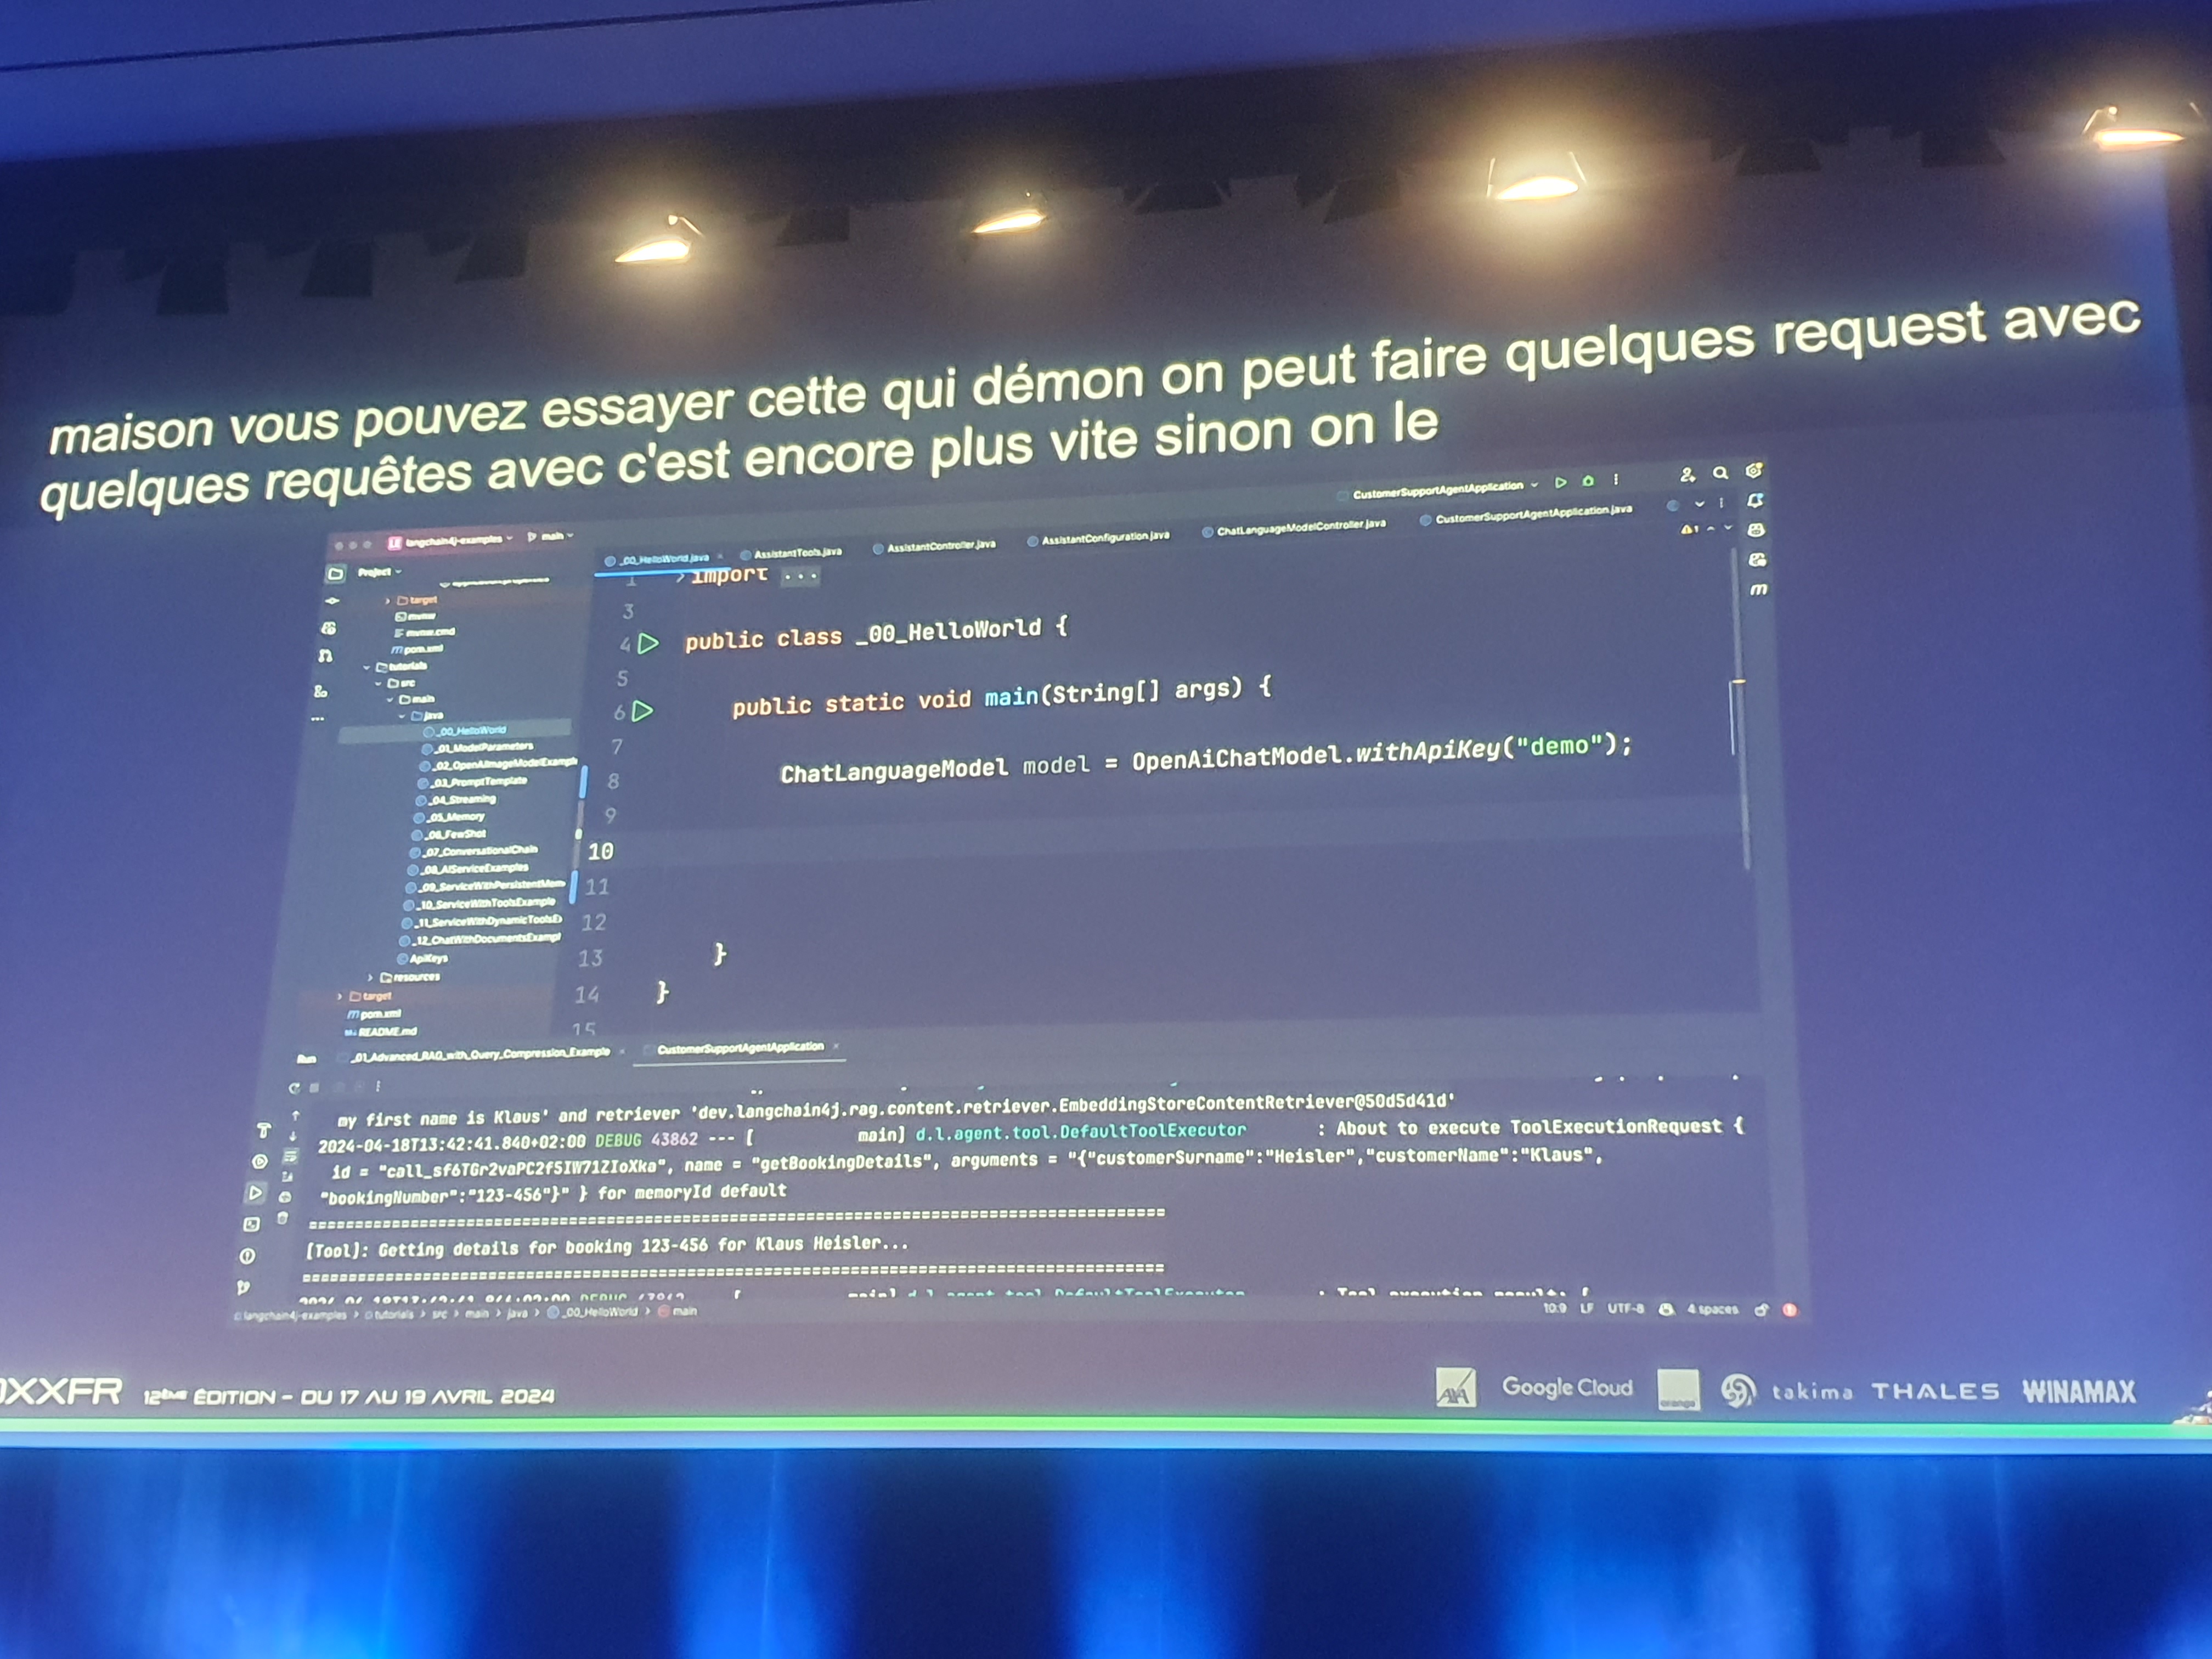 maison vous pouvez essayer cette qui démon on peut faire quelques request avec
quelques requêtes avec c'est encore plus vite sinon on le
CustomerSupportAgentApplication
langchain4j-examples
main
Project
_00_HelloWorld.java
AssistantTools.java
AssistantController.java
AssistantConfiguration.java
ChatLanguageModelController.java
CustomerSupportAgentApplication.java
1
target
mvnw
mvnw.cmd
pom.xml
tutorials
src
main
java
_00_HelloWorld
_01_ModelParameters
_02_OpenAIImageModelExampl
_03_PromptTemplate
_04_Streaming
_05_Memory
_06_FewShot
_07_ConversationalChain
_08_AIServiceExamples
_09_ServiceWithPersistentMem
_10_ServiceWithToolsExample
_11_ServiceWithDynamicToolsEx
_12_ChatWithDocumentsExampl
ApiKeys
resources
target
pom.xml
README.md
1 import ...
3
4 public class _00_HelloWorld {
5
6 public static void main(String[] args) {
7
8 ChatLanguageModel model = OpenAiChatModel.withApiKey("demo");
9
10
11
12
13 }
14 }
15
Run
_01_Advanced_RAG_with_Query_Compression_Example
CustomerSupportAgentApplication
my first name is Klaus' and retriever 'dev.langchain4j.rag.content.retriever.EmbeddingStoreContentRetriever@50d5d41d'
2024-04-18T13:42:41.840+02:00 DEBUG 43862 --- [ main] d.l.agent.tool.DefaultToolExecutor : About to execute ToolExecutionRequest {
id = "call_sf6TGr2vaPC2f5IW71ZIoXka", name = "getBookingDetails", arguments = "{"customerSurname":"Heisler","customerName":"Klaus",
"bookingNumber":"123-456"}" } for memoryId default
==========================================================================================
[Tool]: Getting details for booking 123-456 for Klaus Heisler...
==========================================================================================
langchain4j-examples > tutorials > src > main > java > _00_HelloWorld > main
10:9 LF UTF-8 4 spaces
OXXFR 12ÈME ÉDITION - DU 17 AU 19 AVRIL 2024
AXA Google Cloud orange takima THALES WINAMAX